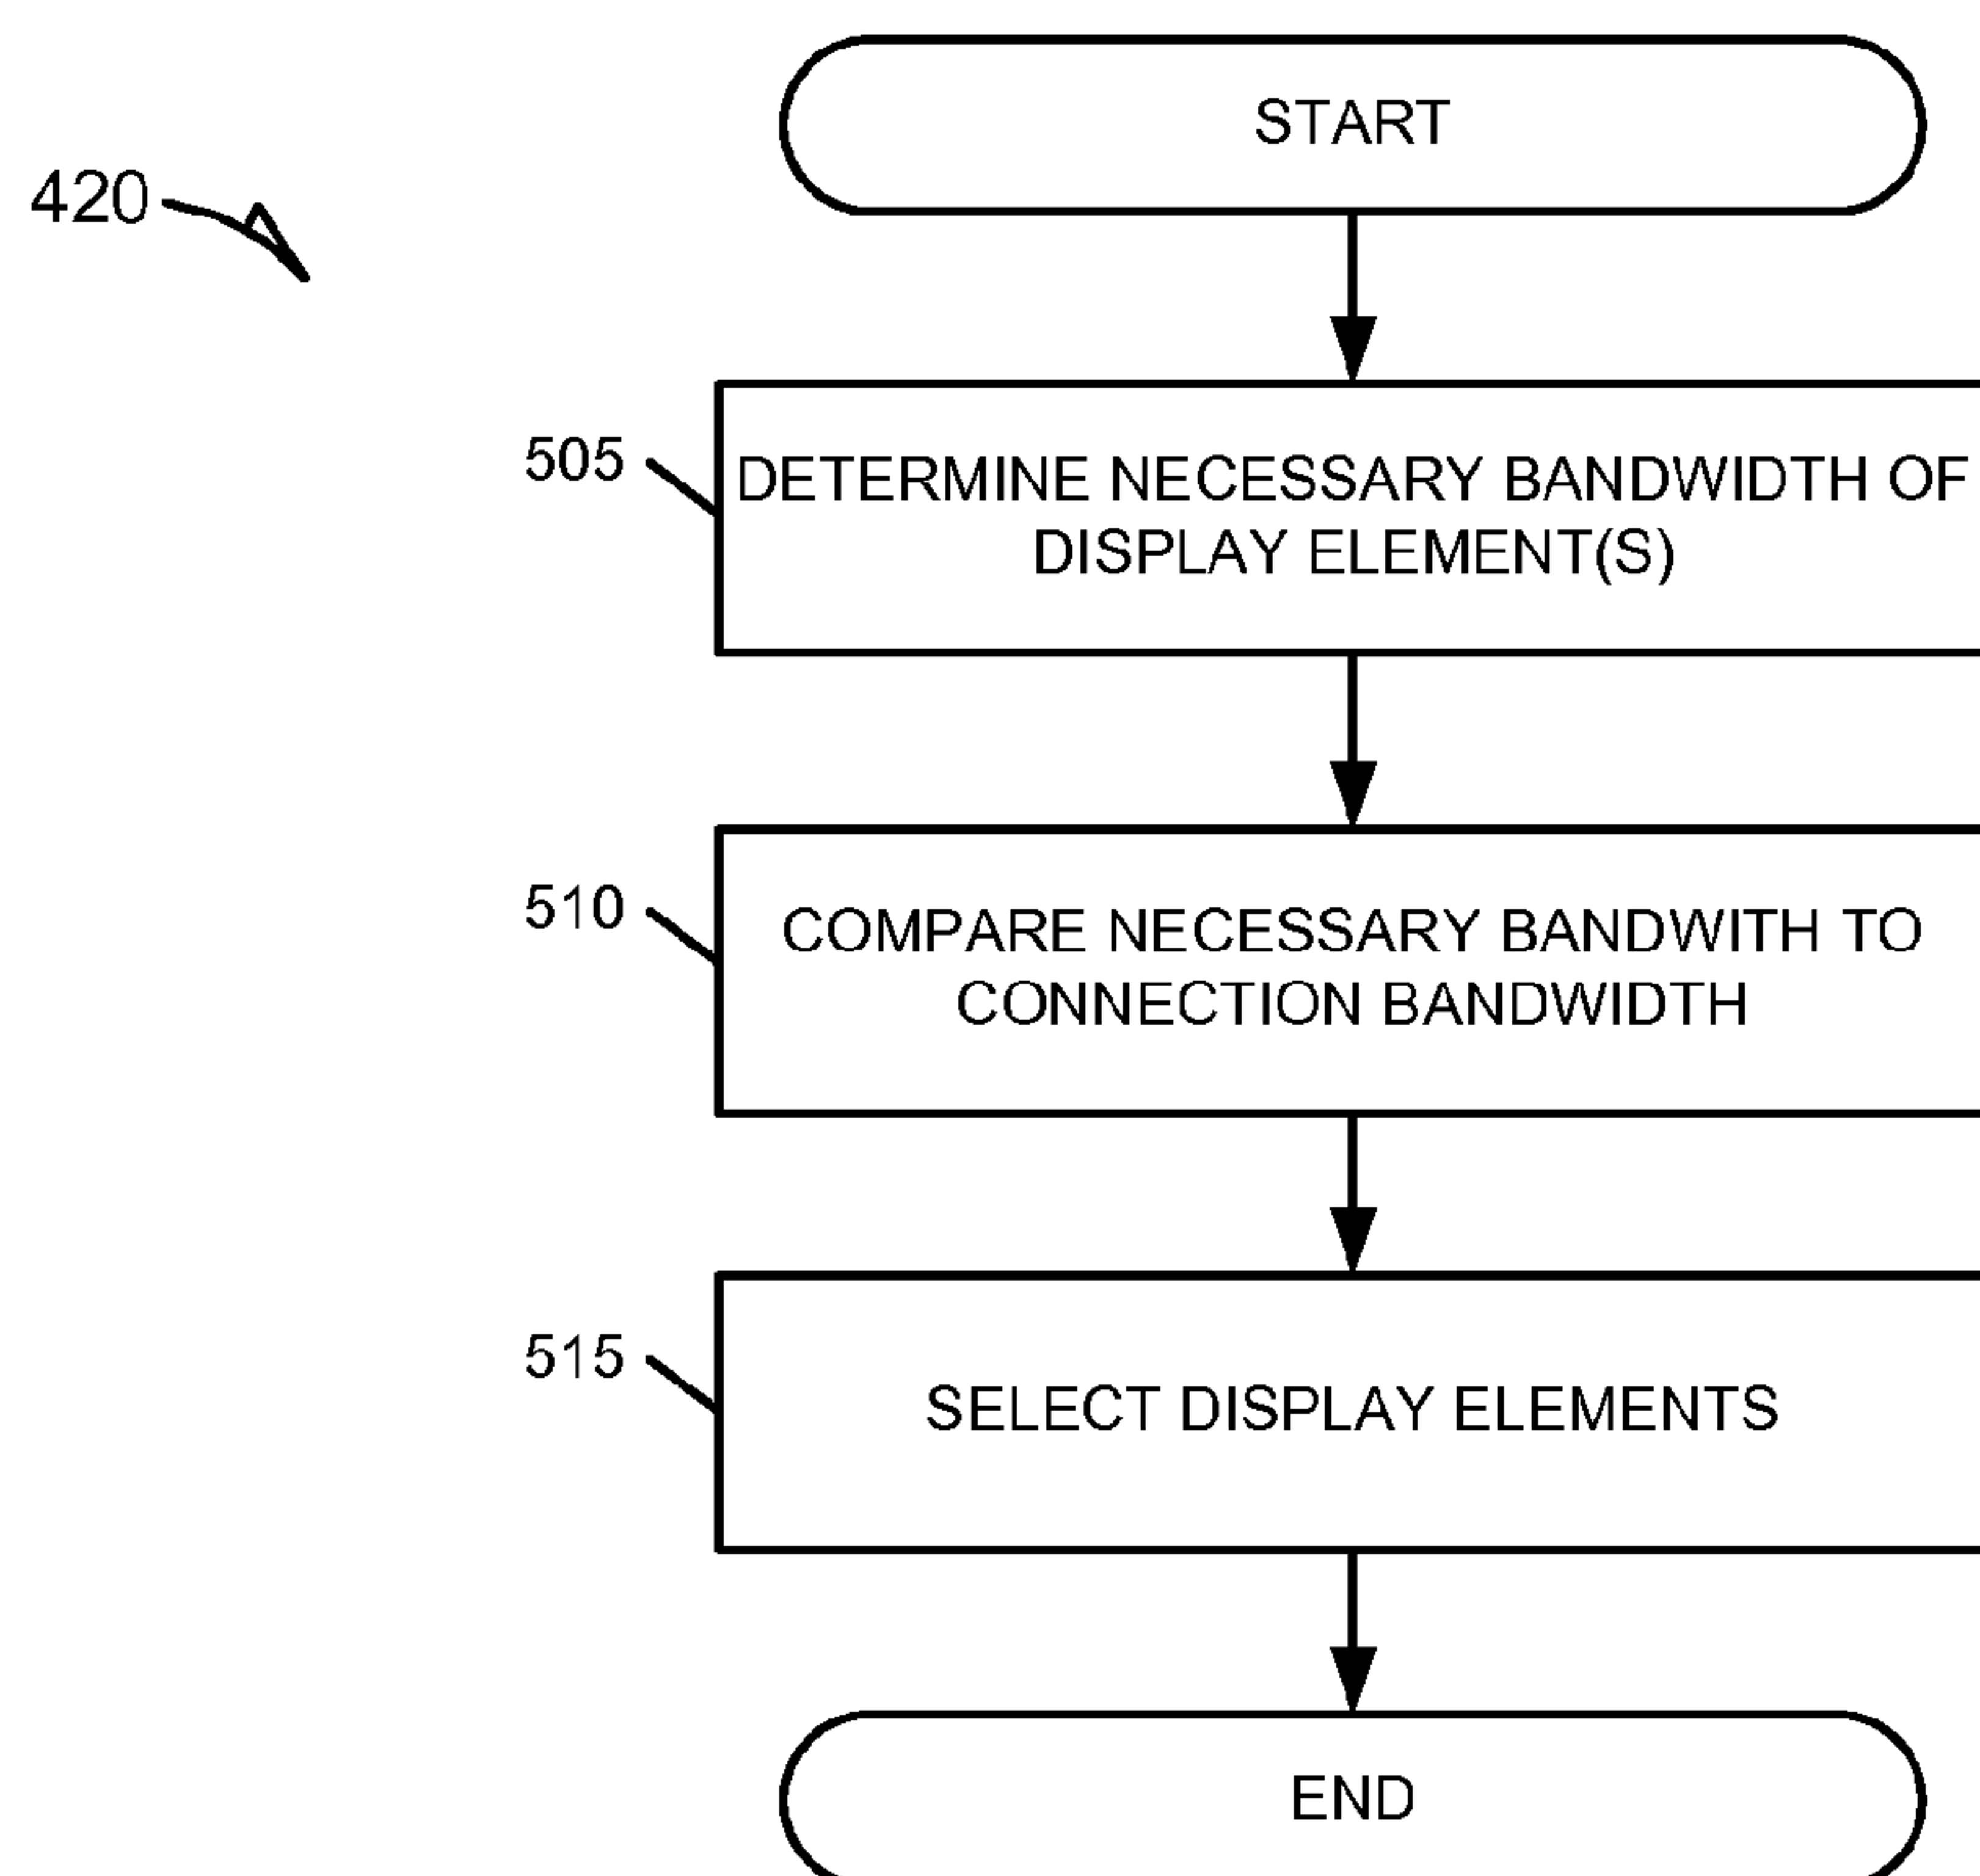 START
420
505
DETERMINE NECESSARY BANDWIDTH OF
DISPLAY ELEMENT(S)
510
COMPARE NECESSARY BANDWITH TO
CONNECTION BANDWIDTH
515
SELECT DISPLAY ELEMENTS
END